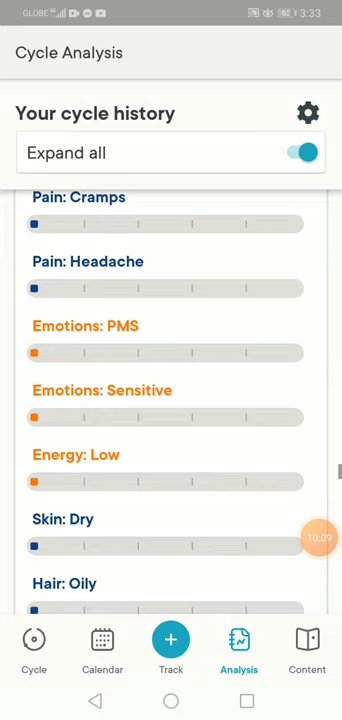 GLOBE 62 3:33
Cycle Analysis
Your cycle history
Expand all
Pain: Cramps
Pain: Headache
Emotions: PMS
Emotions: Sensitive
Energy: Low
Skin: Dry
10:09
Hair: Oily
Cycle Calendar Track Analysis Content